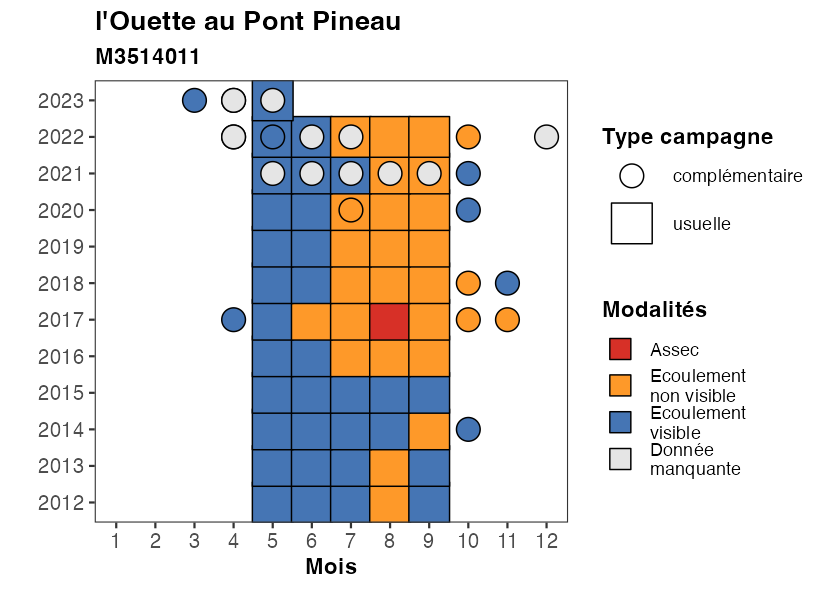 l'Ouette au Pont Pineau
M3514011
2023
2022
2021
2020
2019
2018
2017
2016
2015
2014
2013
2012
1 2 3 4 5 6 7 8 9 10 11 12
Mois
Type campagne
complémentaire
usuelle
Modalités
Assec
Ecoulement
non visible
Ecoulement
visible
Donnée
manquante